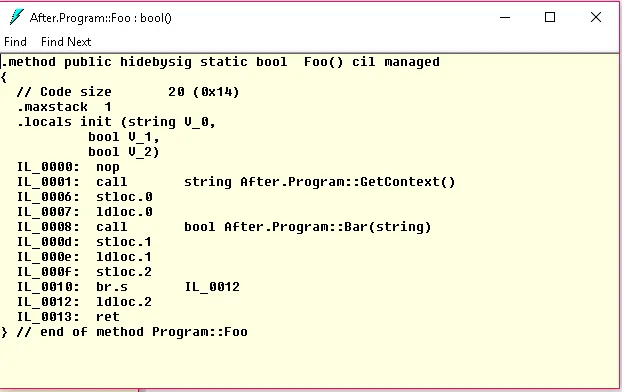 After.Program::Foo : bool()
Find Find Next
.method public hidebysig static bool  Foo() cil managed
{
  // Code size       20 (0x14)
  .maxstack  1
  .locals init (string V_0,
           bool V_1,
           bool V_2)
  IL_0000:  nop
  IL_0001:  call       string After.Program::GetContext()
  IL_0006:  stloc.0
  IL_0007:  ldloc.0
  IL_0008:  call       bool After.Program::Bar(string)
  IL_000d:  stloc.1
  IL_000e:  ldloc.1
  IL_000f:  stloc.2
  IL_0010:  br.s       IL_0012
  IL_0012:  ldloc.2
  IL_0013:  ret
} // end of method Program::Foo